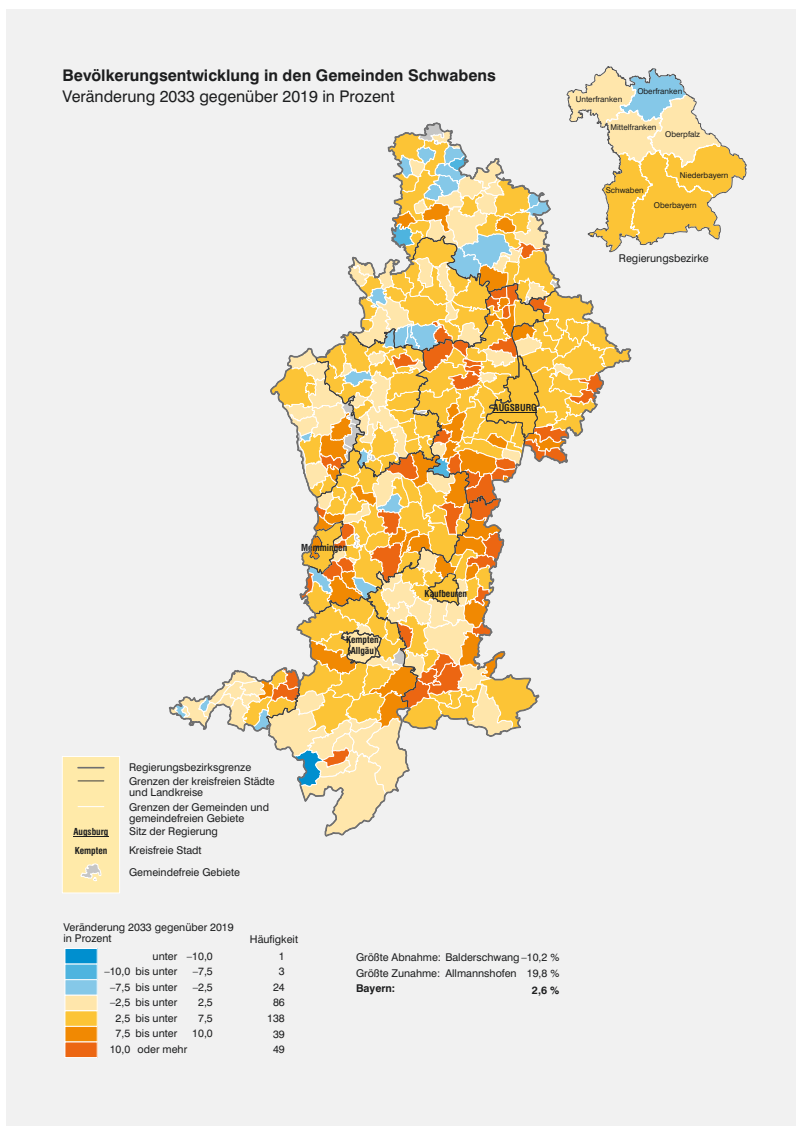 Bevölkerungsentwicklung in den Gemeinden Schwabens
Veränderung 2033 gegenüber 2019 in Prozent
Unterfranken
Oberfranken
Mittelfranken
Oberpfalz
Niederbayern
Schwaben
Oberbayern
Regierungsbezirke
AUGSBURG
Memmingen
Kaufbeuren
Kempten
(Allgäu)
Regierungsbezirksgrenze
Grenzen der kreisfreien Städte
und Landkreise
Grenzen der Gemeinden und
gemeindefreien Gebiete
Augsburg Sitz der Regierung
Kempten Kreisfreie Stadt
Gemeindefreie Gebiete
Veränderung 2033 gegenüber 2019
in Prozent Häufigkeit
unter −10,0 1
−10,0 bis unter −7,5 3
−7,5 bis unter −2,5 24
−2,5 bis unter 2,5 86
2,5 bis unter 7,5 138
7,5 bis unter 10,0 39
10,0 oder mehr 49
Größte Abnahme: Balderschwang −10,2 %
Größte Zunahme: Allmannshofen 19,8 %
Bayern: 2,6 %